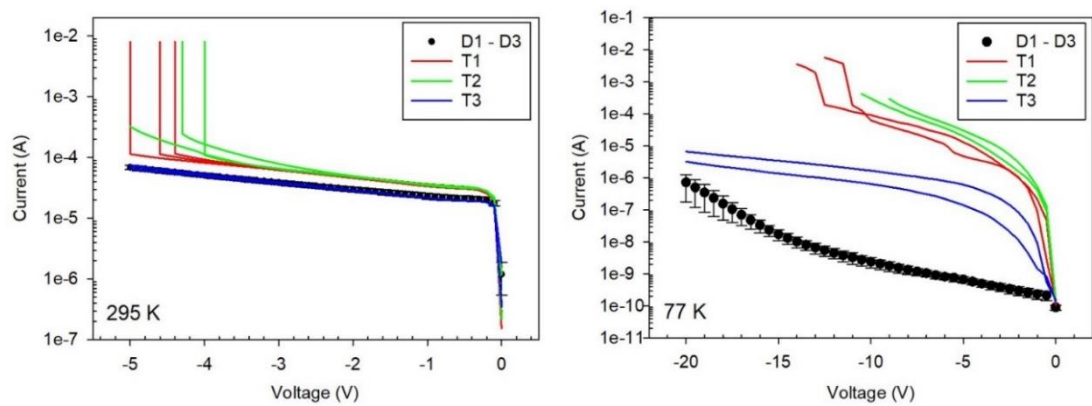 1e-2
1e-3
1e-4
1e-5
1e-6
1e-7
Current (A)
D1 - D3
T1
T2
T3
295 K
-5
-4
-3
-2
-1
0
Voltage (V)
1e-1
1e-2
1e-3
1e-4
1e-5
1e-6
1e-7
1e-8
1e-9
1e-10
1e-11
Current (A)
D1 - D3
T1
T2
T3
77 K
-20
-15
-10
-5
0
Voltage (V)